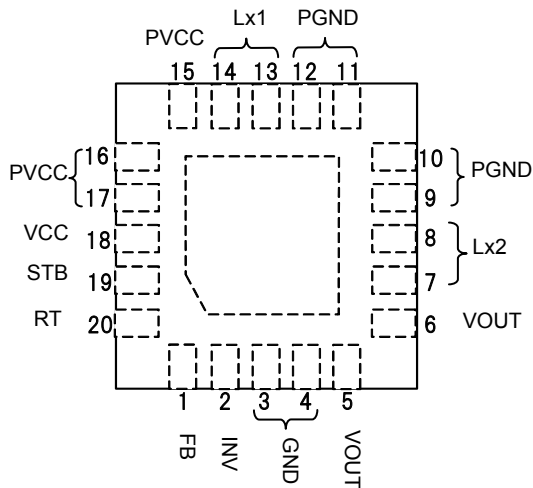 Lx1
PGND
PVCC
15
14
13
12
11
16
10
PVCC
PGND
17
9
VCC
18
8
Lx2
STB
19
7
RT
20
6
VOUT
1
2
3
4
5
FB
INV
GND
VOUT